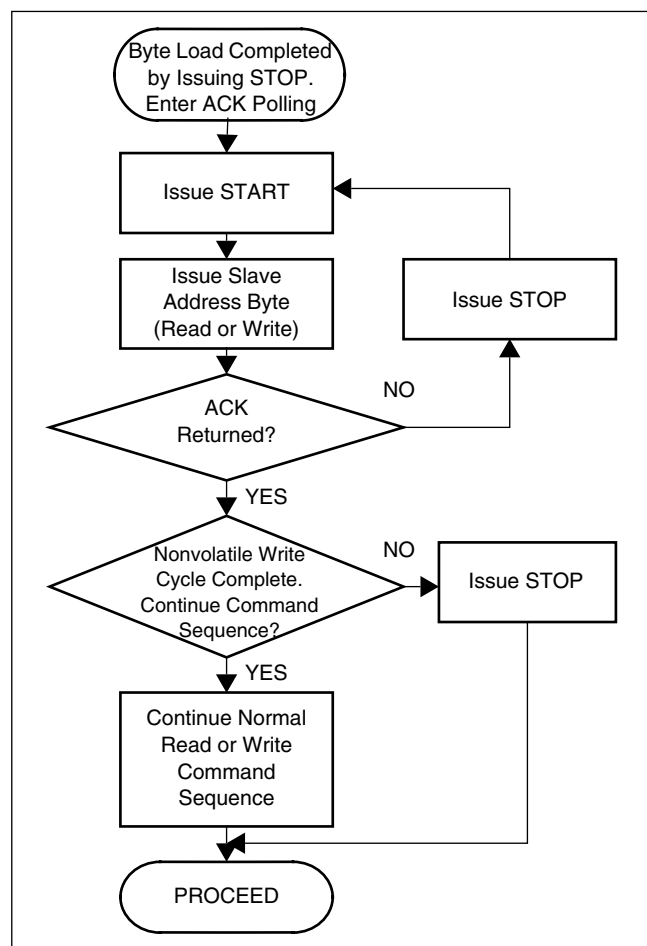 Byte Load Completed
by Issuing STOP.
Enter ACK Polling
Issue START
Issue Slave
Address Byte
(Read or Write)
Issue STOP
ACK
Returned?
NO
YES
Nonvolatile Write
Cycle Complete.
Continue Command
Sequence?
NO
Issue STOP
YES
Continue Normal
Read or Write
Command
Sequence
PROCEED